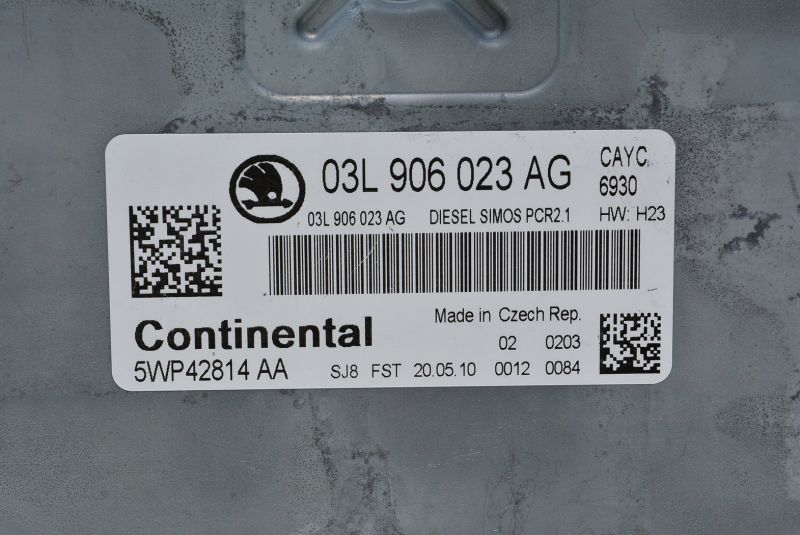 03L 906 023 AG
CAYC
6930
03L 906 023 AG DIESEL SIMOS PCR2.1 HW: H23
Made in Czech Rep.
Continental
02 0203
5WP42814 AA SJ8 FST 20.05.10 0012 0084